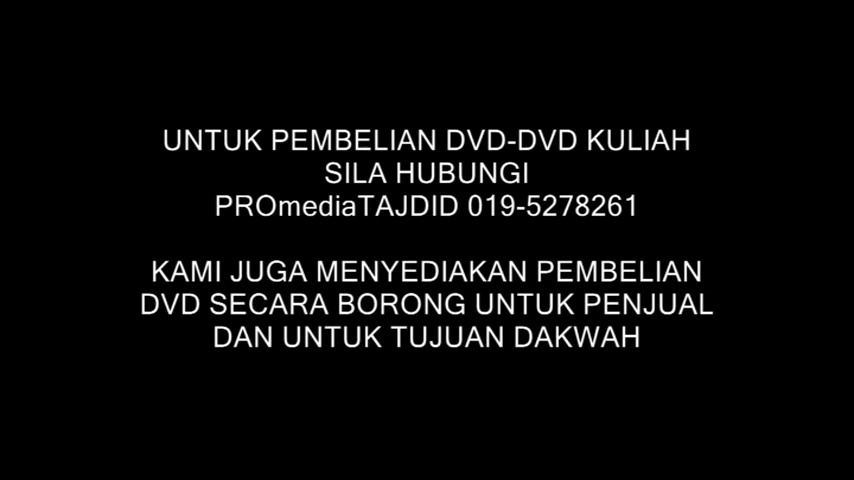 UNTUK PEMBELIAN DVD-DVD KULIAH
SILA HUBUNGI
PROmediaTAJDID 019-5278261
KAMI JUGA MENYEDIAKAN PEMBELIAN
DVD SECARA BORONG UNTUK PENJUAL
DAN UNTUK TUJUAN DAKWAH